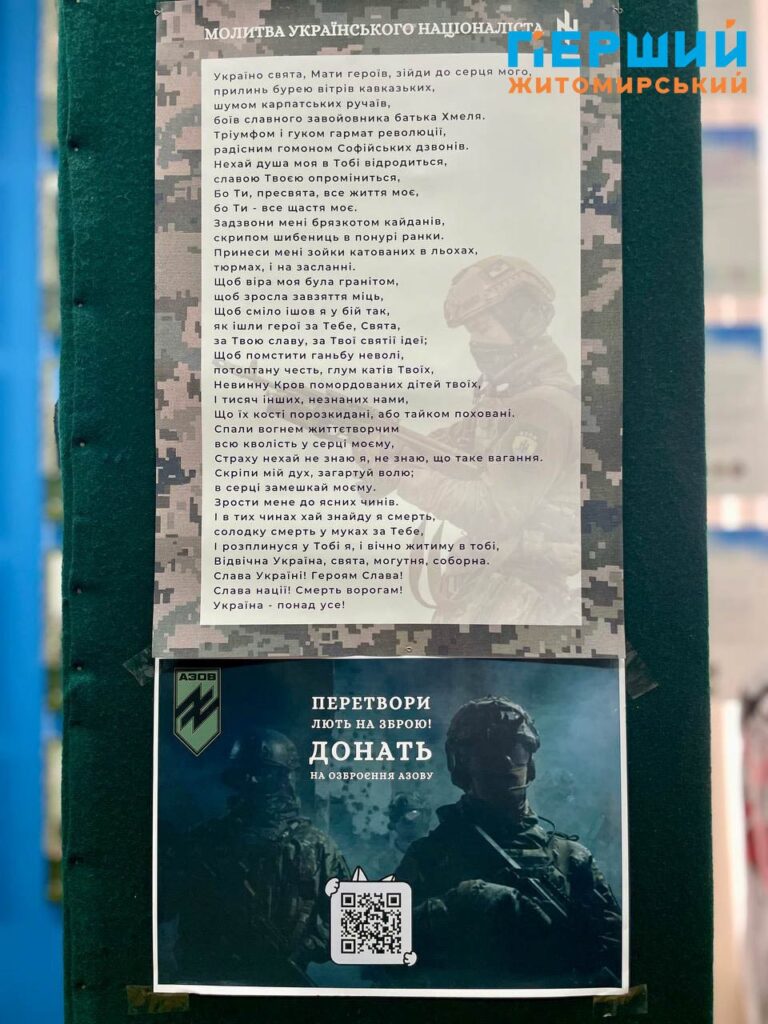 МОЛИТВА УКРАЇНСЬКОГО НАЦІОНАЛІСТА
ПЕРШИЙ
ЖИТОМИРСЬКИЙ
Україно свята, Мати героїв, зійди до серця мого,
прилинь бурею вітрів кавказьких,
шумом карпатських ручаїв,
боїв славного завойовника батька Хмеля.
Тріумфом і гуком гармат революції,
радісним гомоном Софійських дзвонів.
Нехай душа моя в Тобі відродиться,
славою Твоєю опроміниться,
Бо Ти, пресвята, все життя моє,
бо Ти - все щастя моє.
Задзвони мені брязкотом кайданів,
скрипом шибениць в понурі ранки.
Принеси мені зойки катованих в льохах,
тюрмах, і на засланні.
Щоб віра моя була гранітом,
щоб зросла завзяття міць,
Щоб сміло ішов я у бій так,
як ішли герої за Тебе, Свята,
за Твою славу, за Твої святії ідеї;
Щоб помстити ганьбу неволі,
потоптану честь, глум катів Твоїх,
Невинну Кров помордованих дітей твоїх,
І тисяч інших, незнаних нами,
Що їх кості порозкидані, або тайком поховані.
Спали вогнем життєтворчим
всю кволість у серці моєму,
Страху нехай не знаю я, не знаю, що таке вагання.
Скріпи мій дух, загартуй волю;
в серці замешкай моєму.
Зрости мене до ясних чинів.
І в тих чинах хай знайду я смерть,
солодку смерть у муках за Тебе,
І розплинуся у Тобі я, і вічно житиму в тобі,
Відвічна Україна, свята, могутня, соборна.
Слава Україні! Героям Слава!
Слава нації! Смерть ворогам!
Україна - понад усе!
АЗОВ
ПЕРЕТВОРИ
ЛЮТЬ НА ЗБРОЮ!
ДОНАТЬ
НА ОЗБРОЄННЯ АЗОВУ